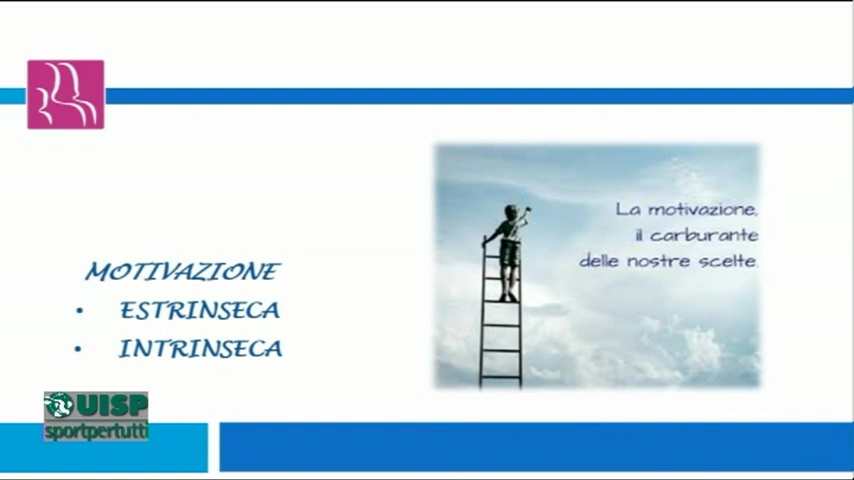 La motivazione,
il carburante
delle nostre scelte.
MOTIVAZIONE
• ESTRINSECA
• INTRINSECA
UISP
sportpertutti